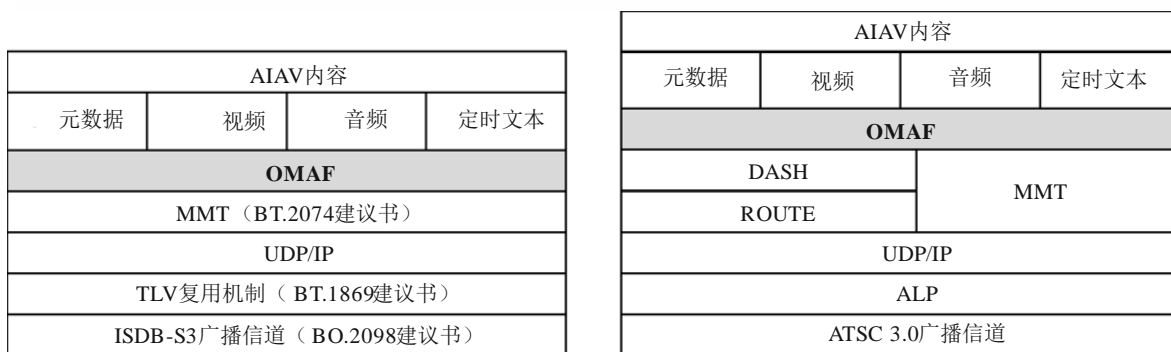 AIAV内容
元数据 视频 音频 定时文本
OMAF
MMT（BT.2074建议书）
UDP/IP
TLV复用机制（BT.1869建议书）
ISDB-S3广播信道（BO.2098建议书）
AIAV内容
元数据 视频 音频 定时文本
OMAF
DASH
ROUTE
MMT
UDP/IP
ALP
ATSC 3.0广播信道